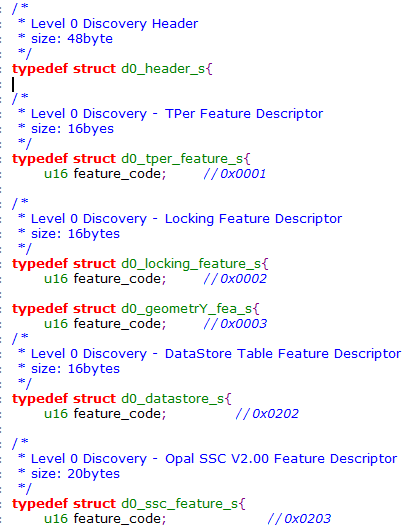 /*
 * Level 0 Discovery Header
 * size: 48byte
 */
typedef struct d0_header_s{
/*
 * Level 0 Discovery - TPer Feature Descriptor
 * size: 16byes
 */
typedef struct d0_tper_feature_s{
    u16 feature_code;     //0x0001
/*
 * Level 0 Discovery - Locking Feature Descriptor
 * size: 16bytes
 */
typedef struct d0_locking_feature_s{
    u16 feature_code;     //0x0002
typedef struct d0_geometrY_fea_s{
    u16 feature_code;     //0x0003
/*
 * Level 0 Discovery - DataStore Table Feature Descriptor
 * size: 16bytes
 */
typedef struct d0_datastore_s{
    u16 feature_code;          //0x0202
/*
 * Level 0 Discovery - Opal SSC V2.00 Feature Descriptor
 * size: 20bytes
 */
typedef struct d0_ssc_feature_s{
    u16 feature_code;               //0x0203